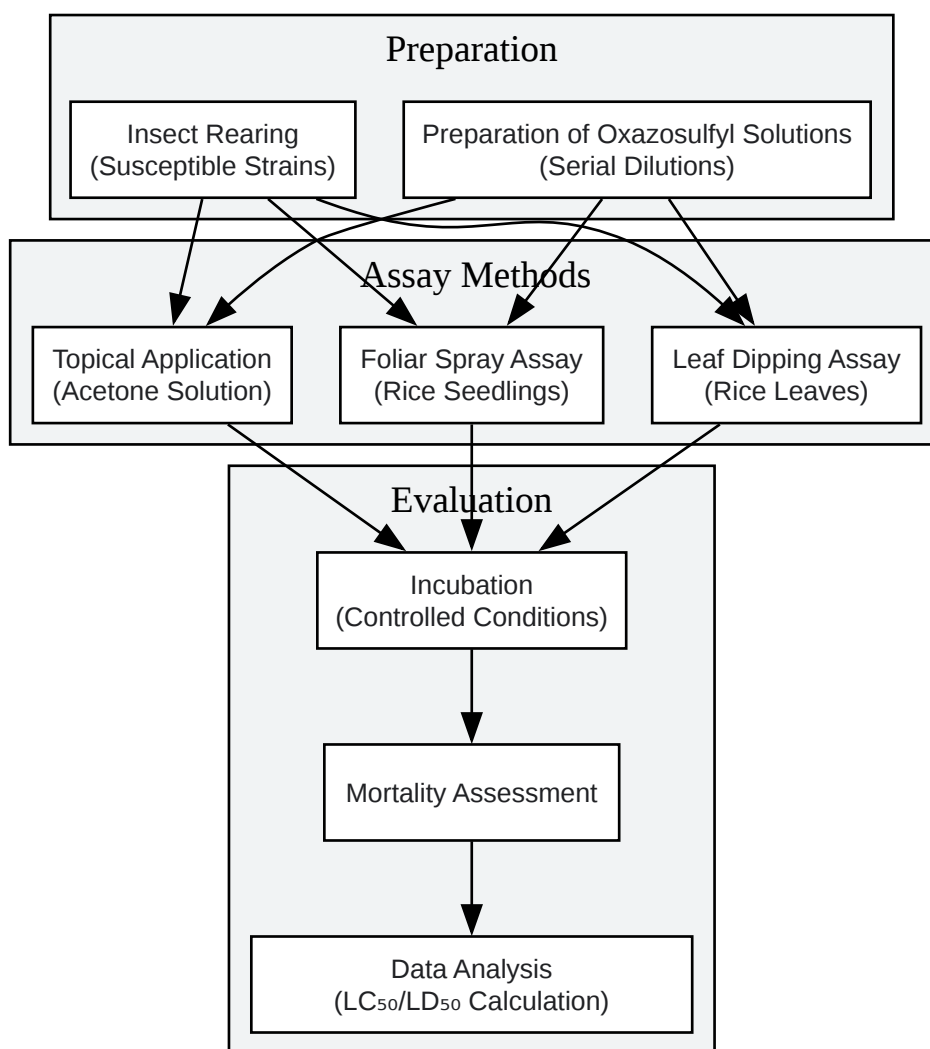 Preparation
Insect Rearing
(Susceptible Strains)
Preparation of Oxazosulfyl Solutions
(Serial Dilutions)
Assay Methods
Topical Application
(Acetone Solution)
Foliar Spray Assay
(Rice Seedlings)
Leaf Dipping Assay
(Rice Leaves)
Evaluation
Incubation
(Controlled Conditions)
Mortality Assessment
Data Analysis
(LC₅₀/LD₅₀ Calculation)